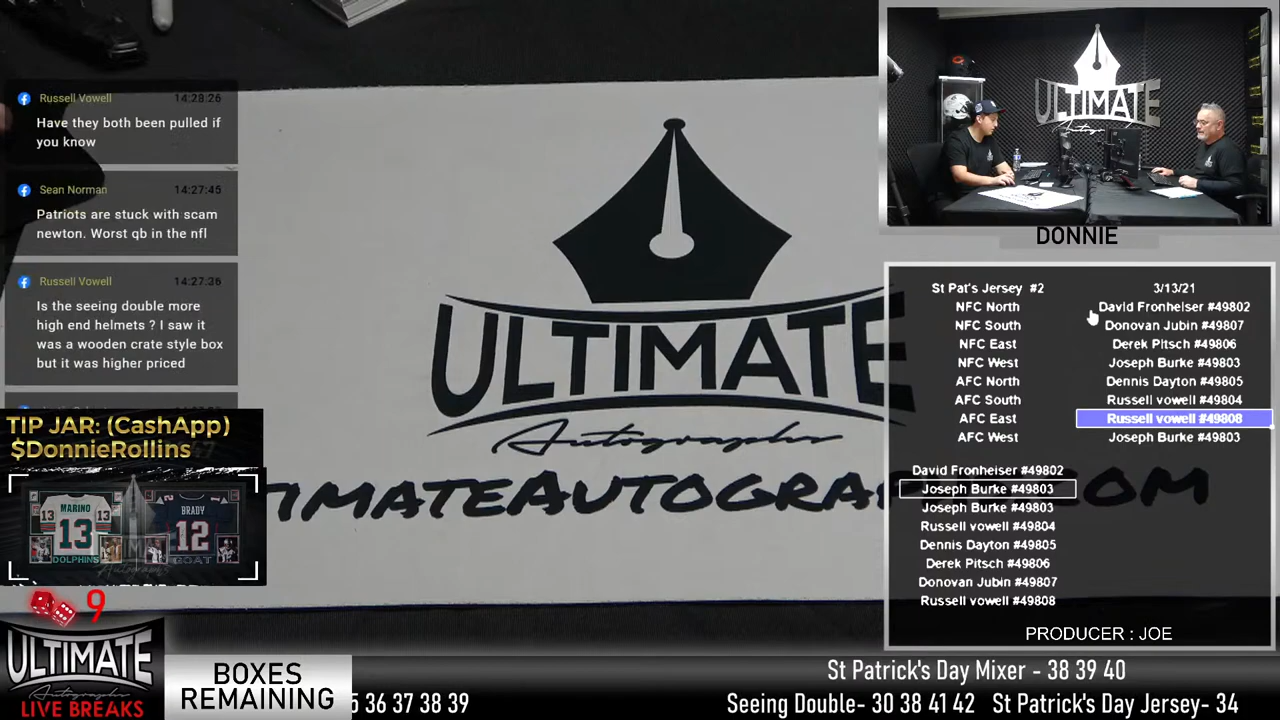 Russell Vowell 14:28:26
Have they both been pulled if
you know
Sean Norman 14:27:45
Patriots are stuck with scam
newton. Worst qb in the nfl
Russell Vowell 14:27:36
Is the seeing double more
high end helmets ? I saw it
was a wooden crate style box
but it was higher priced
TIP JAR: (CashApp)
$DonnieRollins
MARINO
13
DOLPHINS
BRADY
12
GOAT
9
ULTIMATE
Autographs
LIVE BREAKS
BOXES
REMAINING
ULTIMATE
Autographs
TIMATEAUTOGRA
OM
ULTIMATE
DONNIE
St Pat's Jersey #2 3/13/21
NFC North David Fronheiser #49802
NFC South Donovan Jubin #49807
NFC East Derek Pitsch #49806
NFC West Joseph Burke #49803
AFC North Dennis Dayton #49805
AFC South Russell vowell #49804
AFC East Russell vowell #49808
AFC West Joseph Burke #49803
David Fronheiser #49802
Joseph Burke #49803
Joseph Burke #49803
Russell vowell #49804
Dennis Dayton #49805
Derek Pitsch #49806
Donovan Jubin #49807
Russell vowell #49808
PRODUCER : JOE
St Patrick's Day Mixer - 38 39 40
5 36 37 38 39 Seeing Double- 30 38 41 42 St Patrick's Day Jersey- 34